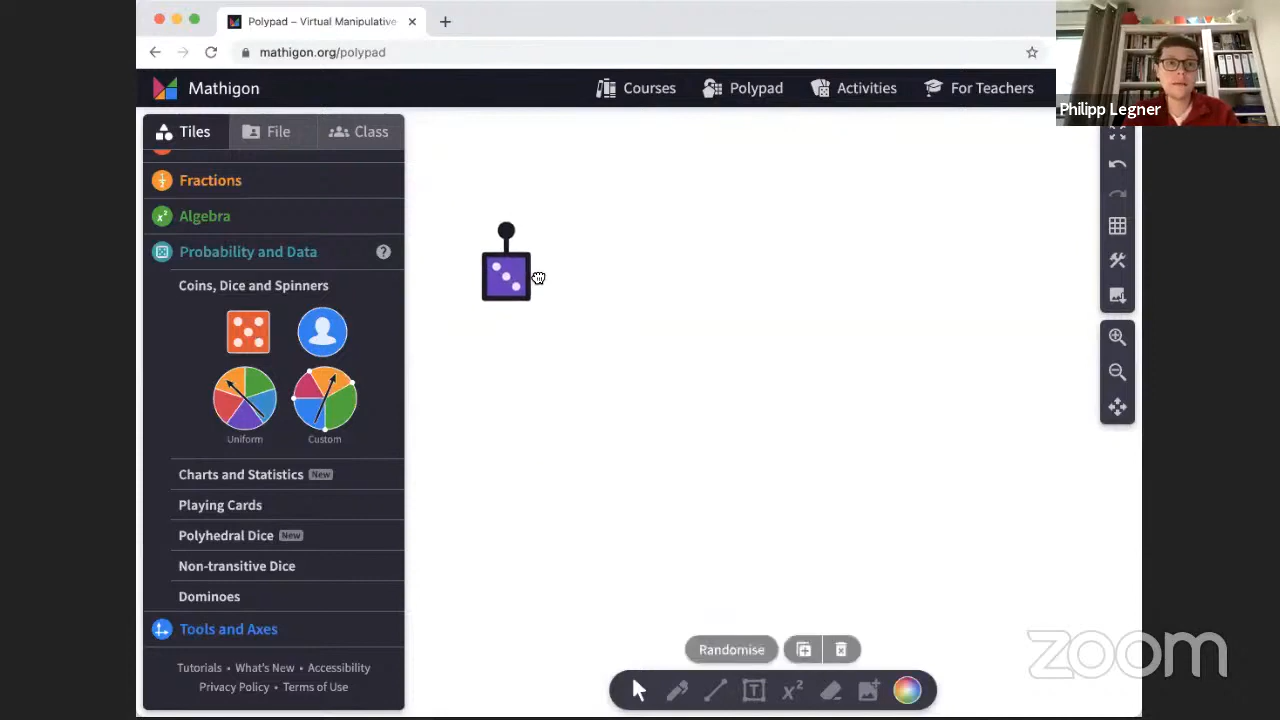 Polypad – Virtual Manipulative
mathigon.org/polypad
Mathigon
Courses
Polypad
Activities
For Teachers
Philipp Legner
Tiles
File
Class
Fractions
Algebra
Probability and Data
?
Coins, Dice and Spinners
Uniform
Custom
Charts and Statistics New
Playing Cards
Polyhedral Dice New
Non-transitive Dice
Dominoes
Tools and Axes
Tutorials • What's New • Accessibility
Privacy Policy • Terms of Use
Randomise
T
x²
zoom